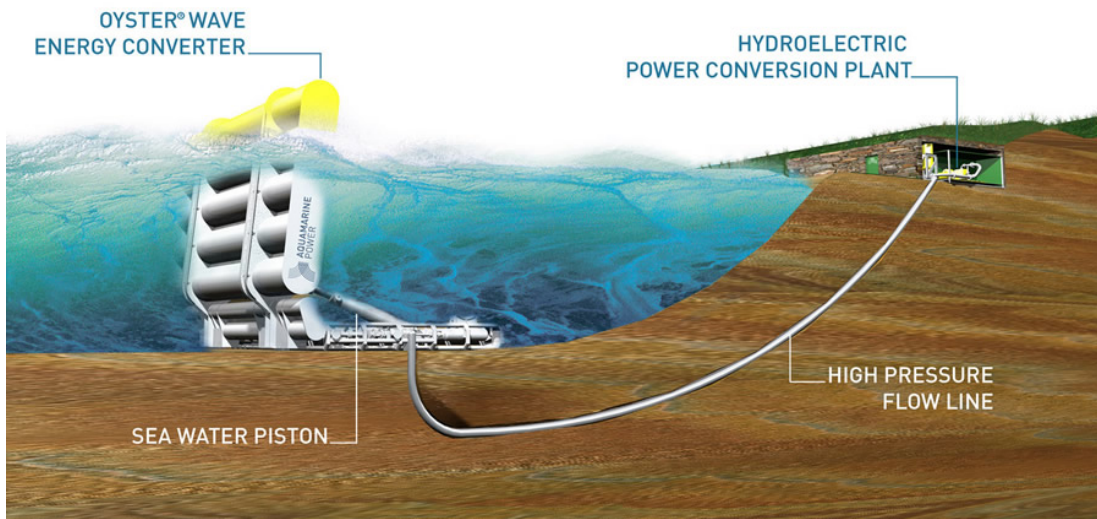 OYSTER® WAVE
ENERGY CONVERTER
HYDROELECTRIC
POWER CONVERSION PLANT
AQUAMARINE
POWER
HIGH PRESSURE
FLOW LINE
SEA WATER PISTON